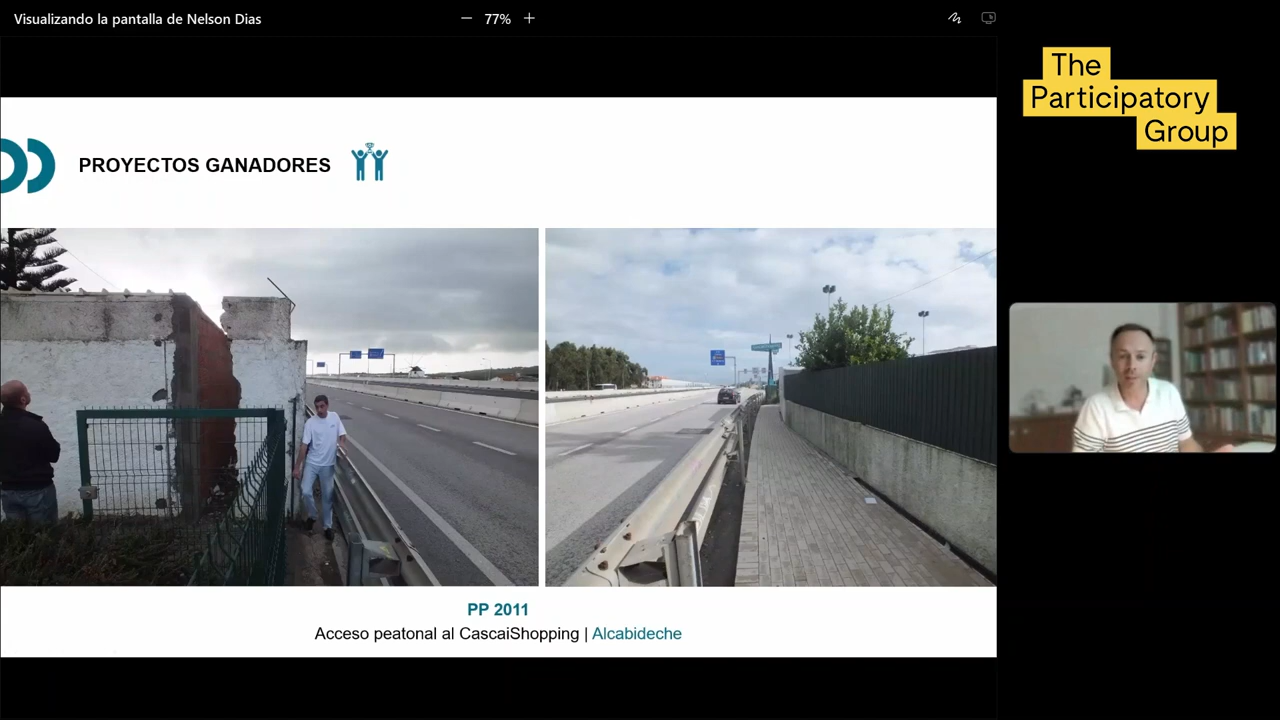 Visualizando la pantalla de Nelson Dias
77%
The
Participatory
Group
PROYECTOS GANADORES
PP 2011
Acceso peatonal al CascaiShopping | Alcabideche